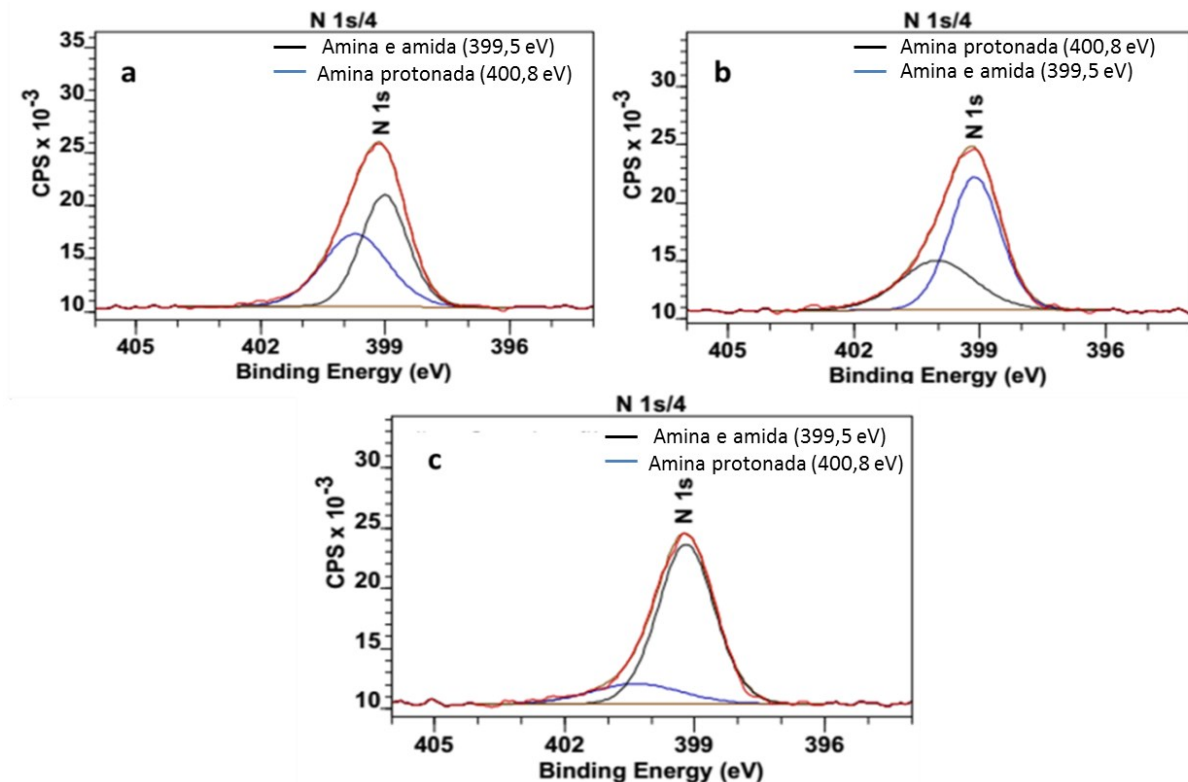 N 1s/4
a
Amina e amida (399,5 eV)
Amina protonada (400,8 eV)
N 1s
CPS x 10⁻³
35
30
25
20
15
10
405 402 399 396
Binding Energy (eV)
b
Amina protonada (400,8 eV)
Amina e amida (399,5 eV)
N 1s
CPS x 10⁻³
30
25
20
15
10
405 402 399 396
Binding Energy (eV)
N 1s/4
c
Amina e amida (399,5 eV)
Amina protonada (400,8 eV)
N 1s
CPS x 10⁻³
30
25
20
15
10
405 402 399 396
Binding Energy (eV)